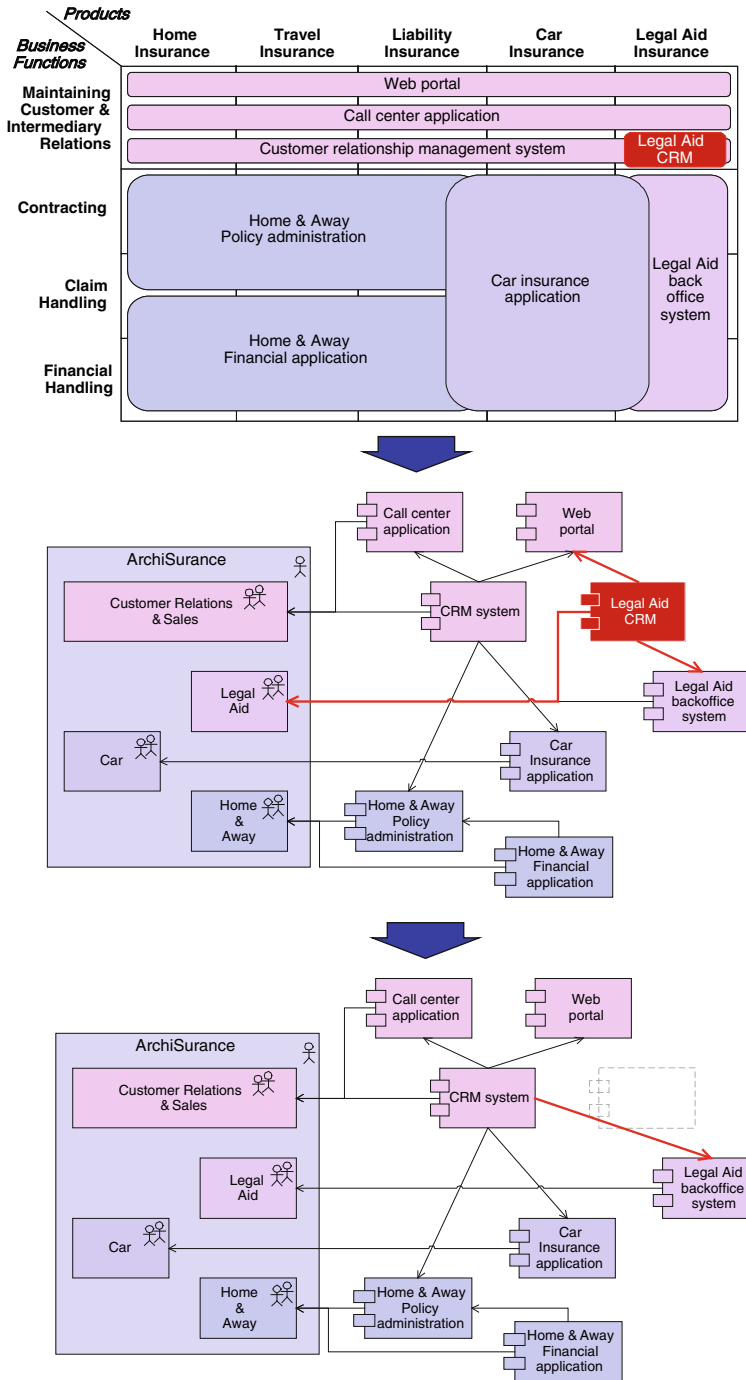 Products
Business
Functions
Home
Insurance
Travel
Insurance
Liability
Insurance
Car
Insurance
Legal Aid
Insurance
Maintaining
Customer &
Intermediary
Relations
Web portal
Call center application
Customer relationship management system
Legal Aid
CRM
Contracting
Claim
Handling
Financial
Handling
Home & Away
Policy administration
Home & Away
Financial application
Car insurance
application
Legal Aid
back
office
system
Call center
application
Web
portal
ArchiSurance
Customer Relations
& Sales
CRM system
Legal Aid
CRM
Legal
Aid
Legal Aid
backoffice
system
Car
Car
Insurance
application
Home
&
Away
Home & Away
Policy
administration
Home & Away
Financial
application
Call center
application
Web
portal
ArchiSurance
Customer Relations
& Sales
CRM system
Legal
Aid
Legal Aid
backoffice
system
Car
Car
Insurance
application
Home
&
Away
Home & Away
Policy
administration
Home & Away
Financial
application